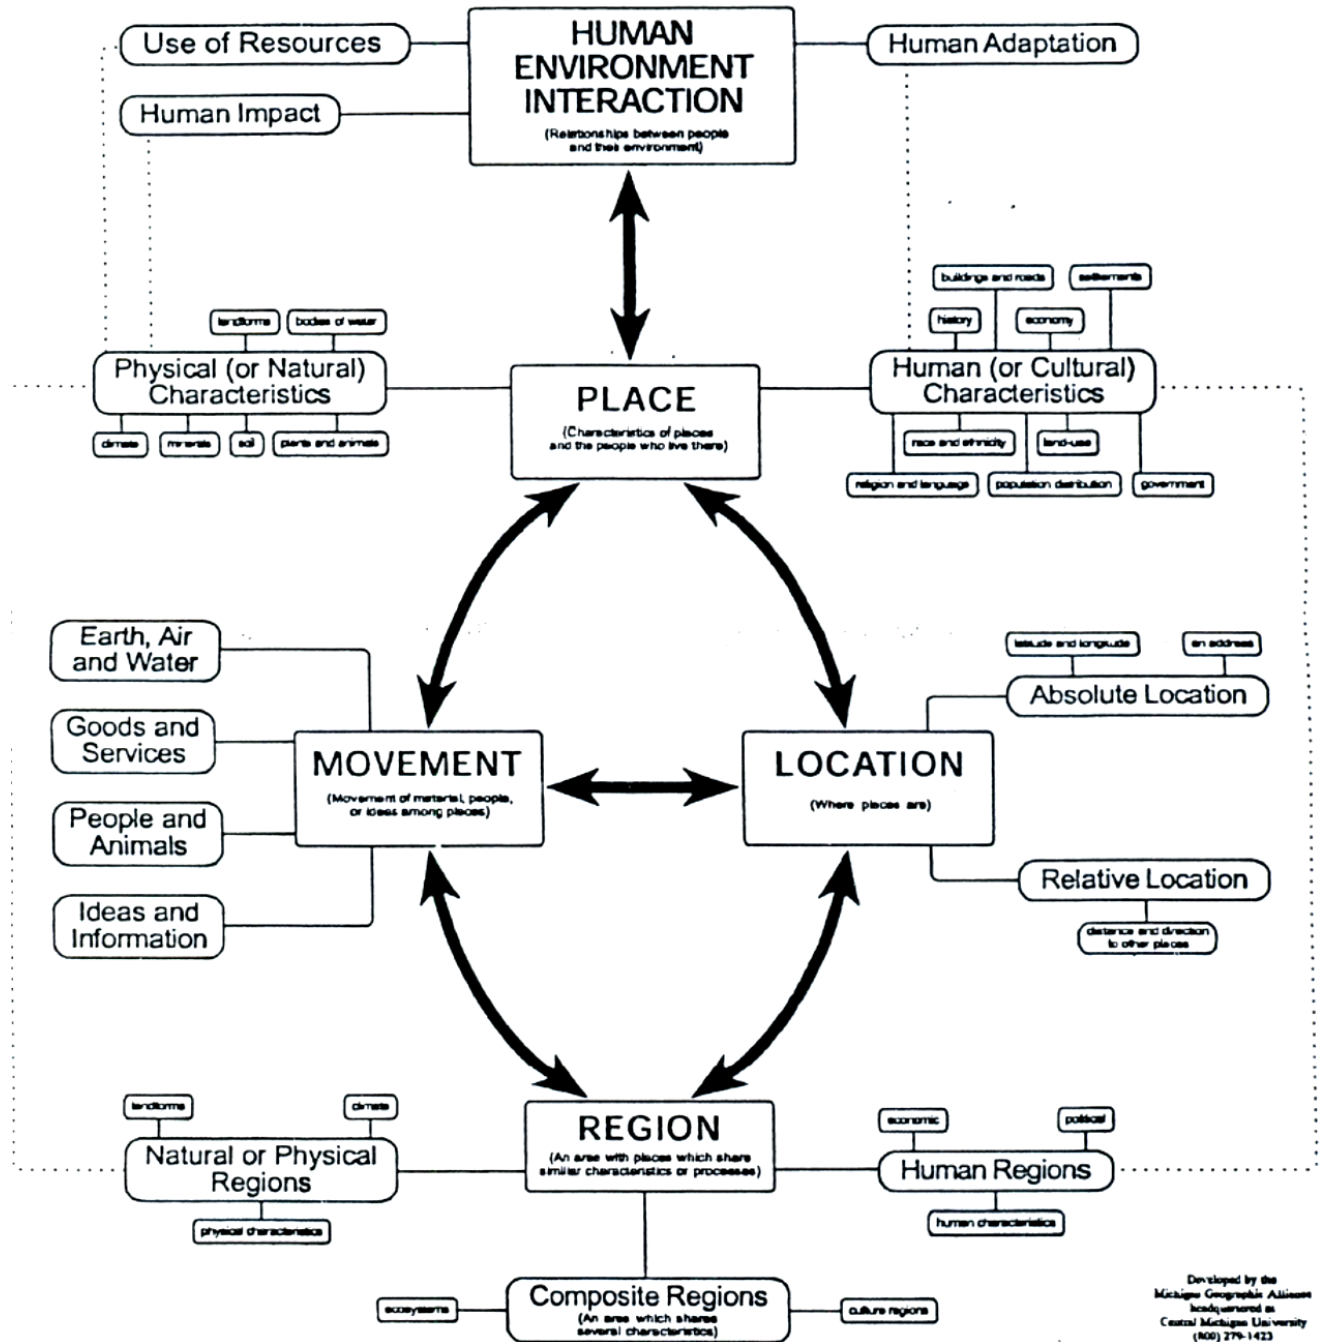 Use of Resources
HUMAN
ENVIRONMENT
INTERACTION
(Relationships between people
and their environment)
Human Adaptation
Human Impact
buildings and roads
settlements
landforms
bodies of water
history
economy
Physical (or Natural)
Characteristics
PLACE
(Characteristics of places
and the people who live there)
Human (or Cultural)
Characteristics
climate
minerals
soil
plants and animals
race and ethnicity
land-use
religion and language
population distribution
government
Earth, Air
and Water
latitude and longitude
an address
Absolute Location
Goods and
Services
MOVEMENT
(Movement of material, people,
or ideas among places)
LOCATION
(Where places are)
People and
Animals
Relative Location
Ideas and
Information
distance and direction
to other places
landforms
climate
REGION
(An area with places which share
similar characteristics or processes)
economic
political
Natural or Physical
Regions
Human Regions
physical characteristics
human characteristics
Composite Regions
(An area which shares
several characteristics)
ecosystems
culture regions
Developed by the
Michigan Geographic Alliance
headquartered at
Central Michigan University
(800) 279-1423